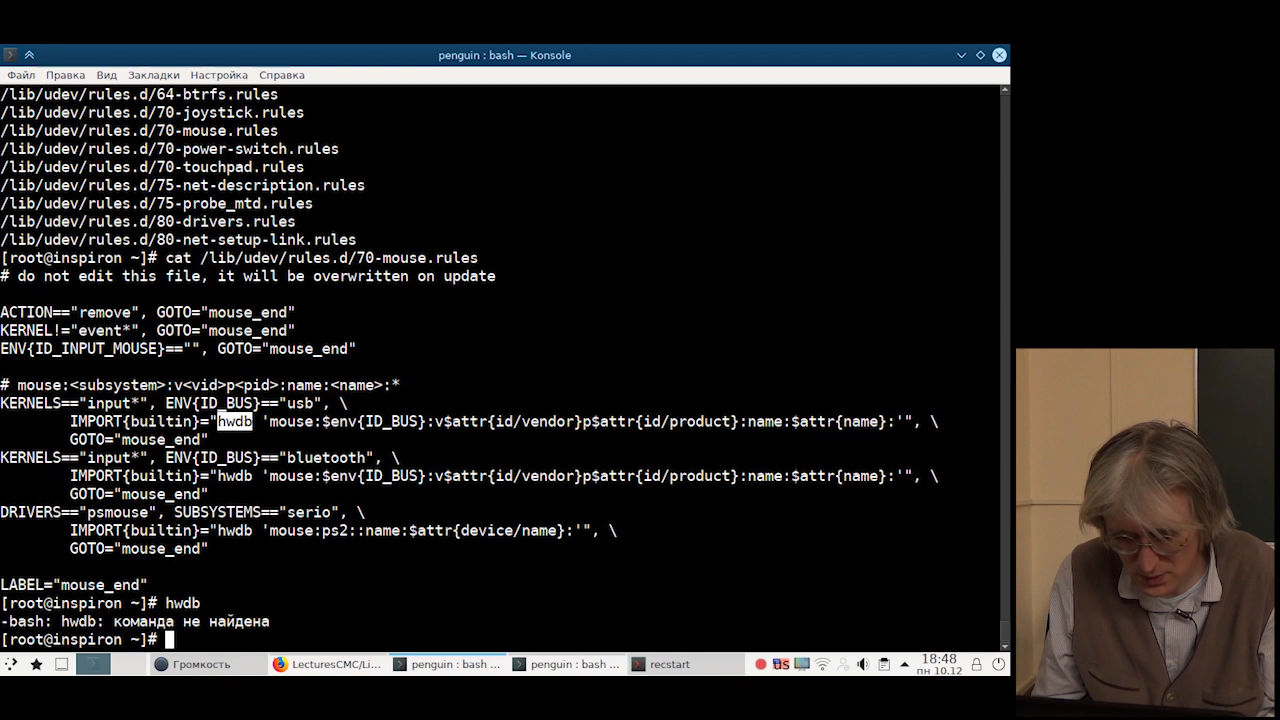 penguin : bash — Konsole
Файл Правка Вид Закладки Настройка Справка
/lib/udev/rules.d/64-btrfs.rules
/lib/udev/rules.d/70-joystick.rules
/lib/udev/rules.d/70-mouse.rules
/lib/udev/rules.d/70-power-switch.rules
/lib/udev/rules.d/70-touchpad.rules
/lib/udev/rules.d/75-net-description.rules
/lib/udev/rules.d/75-probe_mtd.rules
/lib/udev/rules.d/80-drivers.rules
/lib/udev/rules.d/80-net-setup-link.rules
[root@inspiron ~]# cat /lib/udev/rules.d/70-mouse.rules
# do not edit this file, it will be overwritten on update
ACTION=="remove", GOTO="mouse_end"
KERNEL!="event*", GOTO="mouse_end"
ENV{ID_INPUT_MOUSE}=="", GOTO="mouse_end"
# mouse:<subsystem>:v<vid>p<pid>:name:<name>:*
KERNELS=="input*", ENV{ID_BUS}=="usb", \
IMPORT{builtin}="hwdb 'mouse:$env{ID_BUS}:v$attr{id/vendor}p$attr{id/product}:name:$attr{name}:'", \
GOTO="mouse_end"
KERNELS=="input*", ENV{ID_BUS}=="bluetooth", \
IMPORT{builtin}="hwdb 'mouse:$env{ID_BUS}:v$attr{id/vendor}p$attr{id/product}:name:$attr{name}:'", \
GOTO="mouse_end"
DRIVERS=="psmouse", SUBSYSTEMS=="serio", \
IMPORT{builtin}="hwdb 'mouse:ps2::name:$attr{device/name}:'", \
GOTO="mouse_end"
LABEL="mouse_end"
[root@inspiron ~]# hwdb
-bash: hwdb: команда не найдена
[root@inspiron ~]#
Громкость LecturesCMC/Li... penguin : bash ... penguin : bash ... recstart us 18:48
пн 10.12